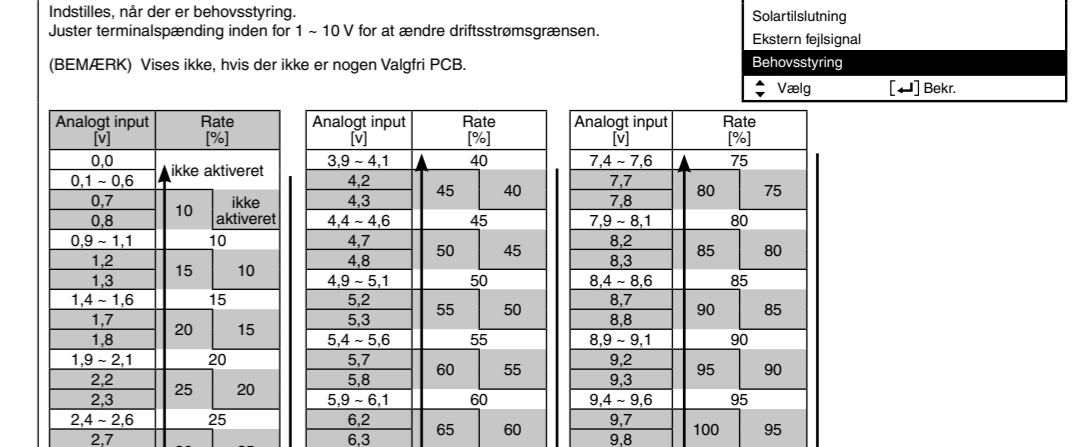 Indstilles, når der er behovsstyring.
Juster terminalspænding inden for 1 ~ 10 V for at ændre driftsstrømsgrænsen.
(BEMÆRK) Vises ikke, hvis der ikke er nogen Valgfri PCB.
Solartilslutning
Ekstern fejlsignal
Behovsstyring
Vælg [↵] Bekr.
Analogt input [v] Rate [%]
0,0 ikke aktiveret
0,1 ~ 0,6
0,7 10 ikke aktiveret
0,8
0,9 ~ 1,1 10
1,2 15 10
1,3
1,4 ~ 1,6 15
1,7 20 15
1,8
1,9 ~ 2,1 20
2,2 25 20
2,3
2,4 ~ 2,6 25
2,7
Analogt input [v] Rate [%]
3,9 ~ 4,1 40
4,2 45 40
4,3
4,4 ~ 4,6 45
4,7 50 45
4,8
4,9 ~ 5,1 50
5,2 55 50
5,3
5,4 ~ 5,6 55
5,7 60 55
5,8
5,9 ~ 6,1 60
6,2 65 60
6,3
Analogt input [v] Rate [%]
7,4 ~ 7,6 75
7,7 80 75
7,8
7,9 ~ 8,1 80
8,2 85 80
8,3
8,4 ~ 8,6 85
8,7 90 85
8,8
8,9 ~ 9,1 90
9,2 95 90
9,3
9,4 ~ 9,6 95
9,7 100 95
9,8